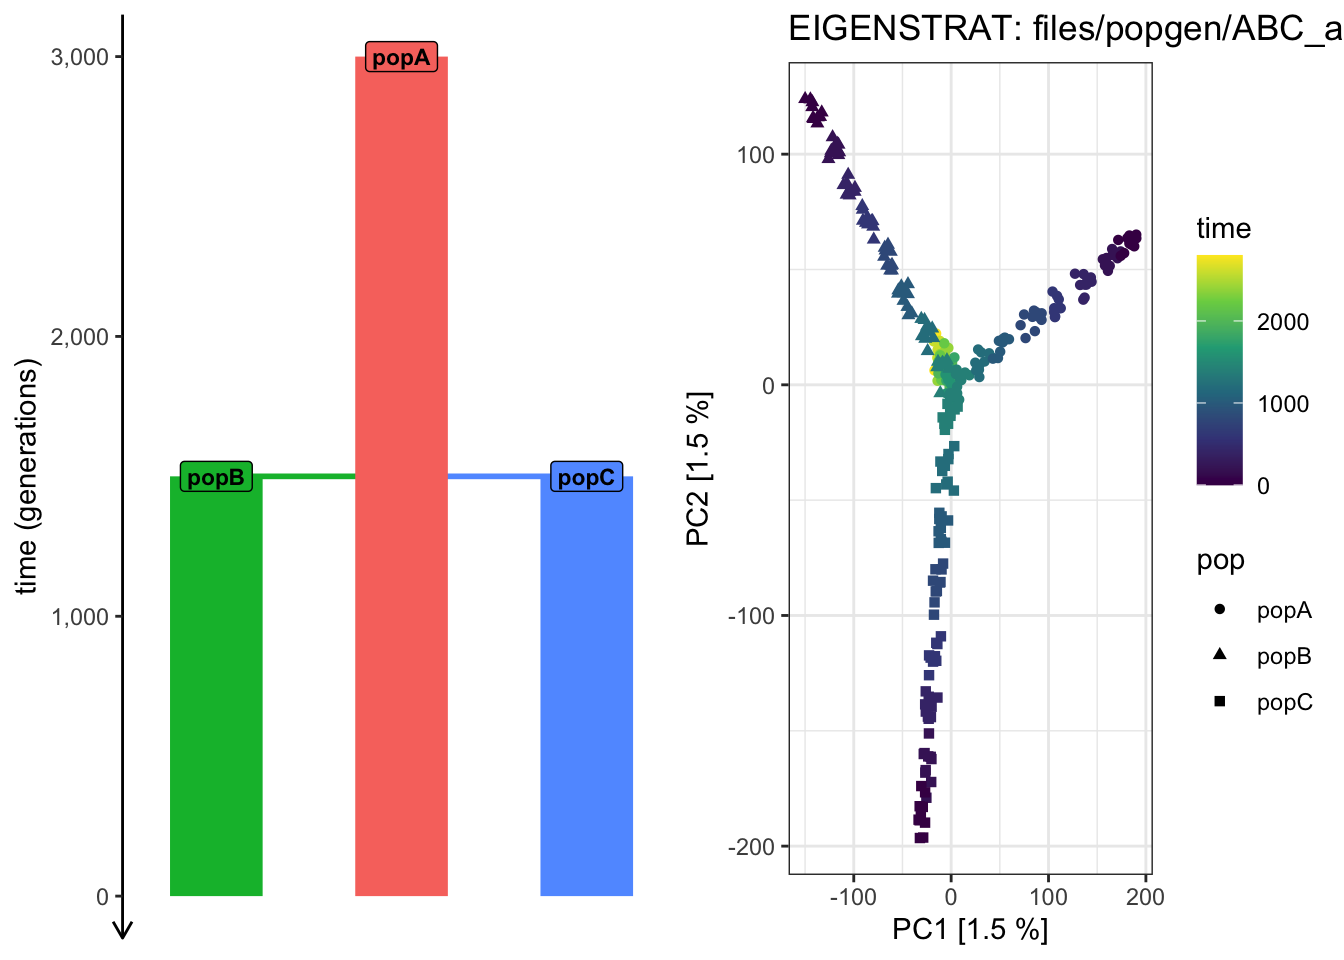 time (generations)
3,000
2,000
1,000
0
popA
popB
popC
EIGENSTRAT: files/popgen/ABC_a
PC2 [1.5 %]
100
0
-100
-200
-100
0
100
200
PC1 [1.5 %]
time
2000
1000
0
pop
popA
popB
popC